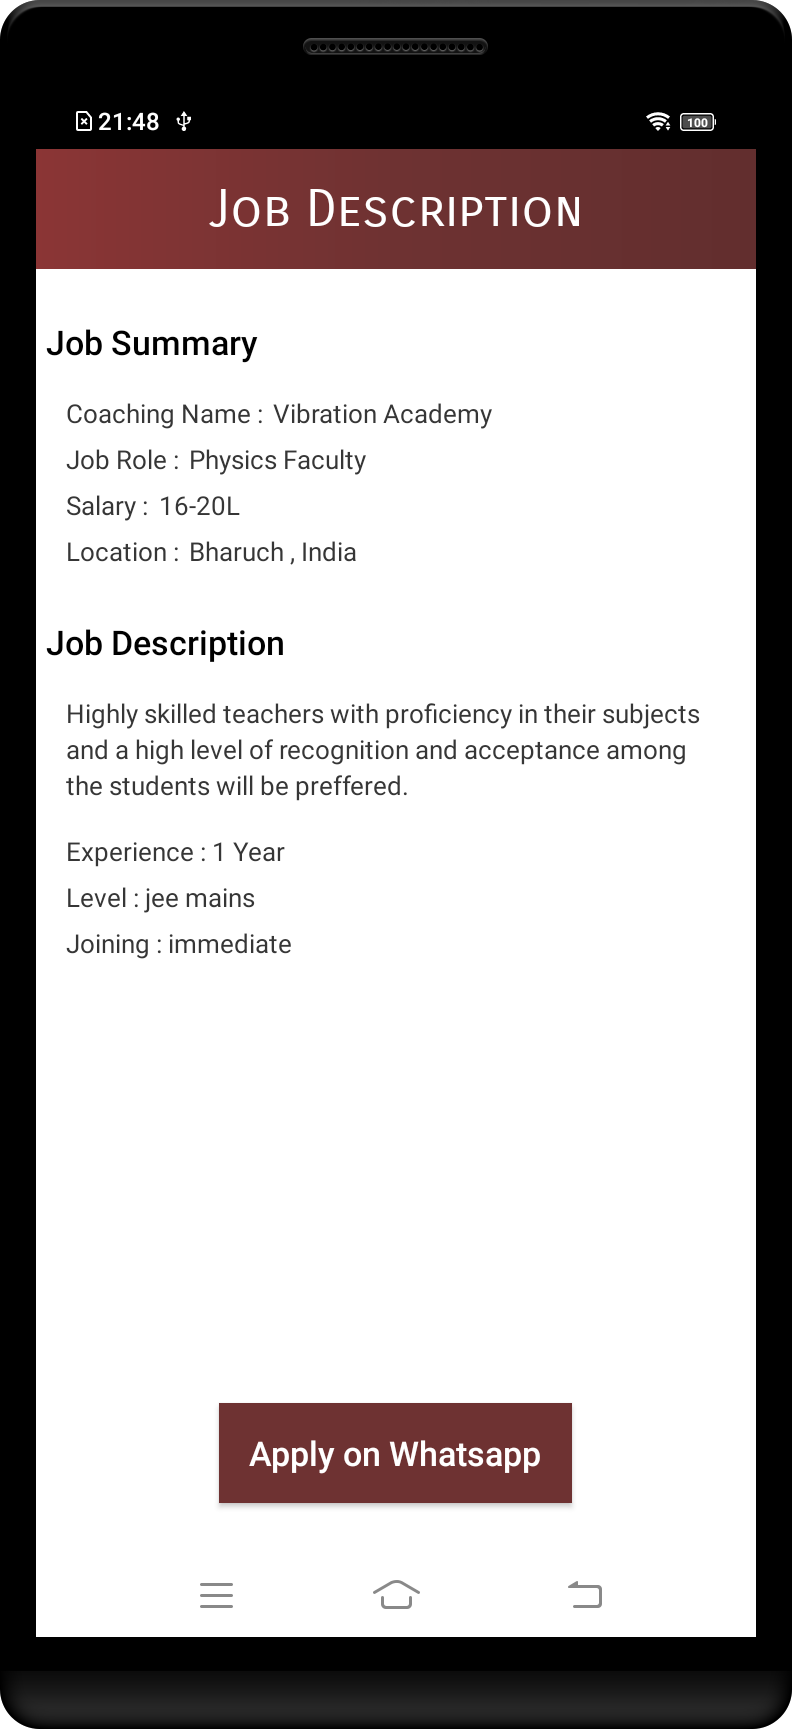 21:48
100
Job Description
Job Summary
Coaching Name : Vibration Academy
Job Role : Physics Faculty
Salary : 16-20L
Location : Bharuch , India
Job Description
Highly skilled teachers with proficiency in their subjects
and a high level of recognition and acceptance among
the students will be preffered.
Experience : 1 Year
Level : jee mains
Joining : immediate
Apply on Whatsapp